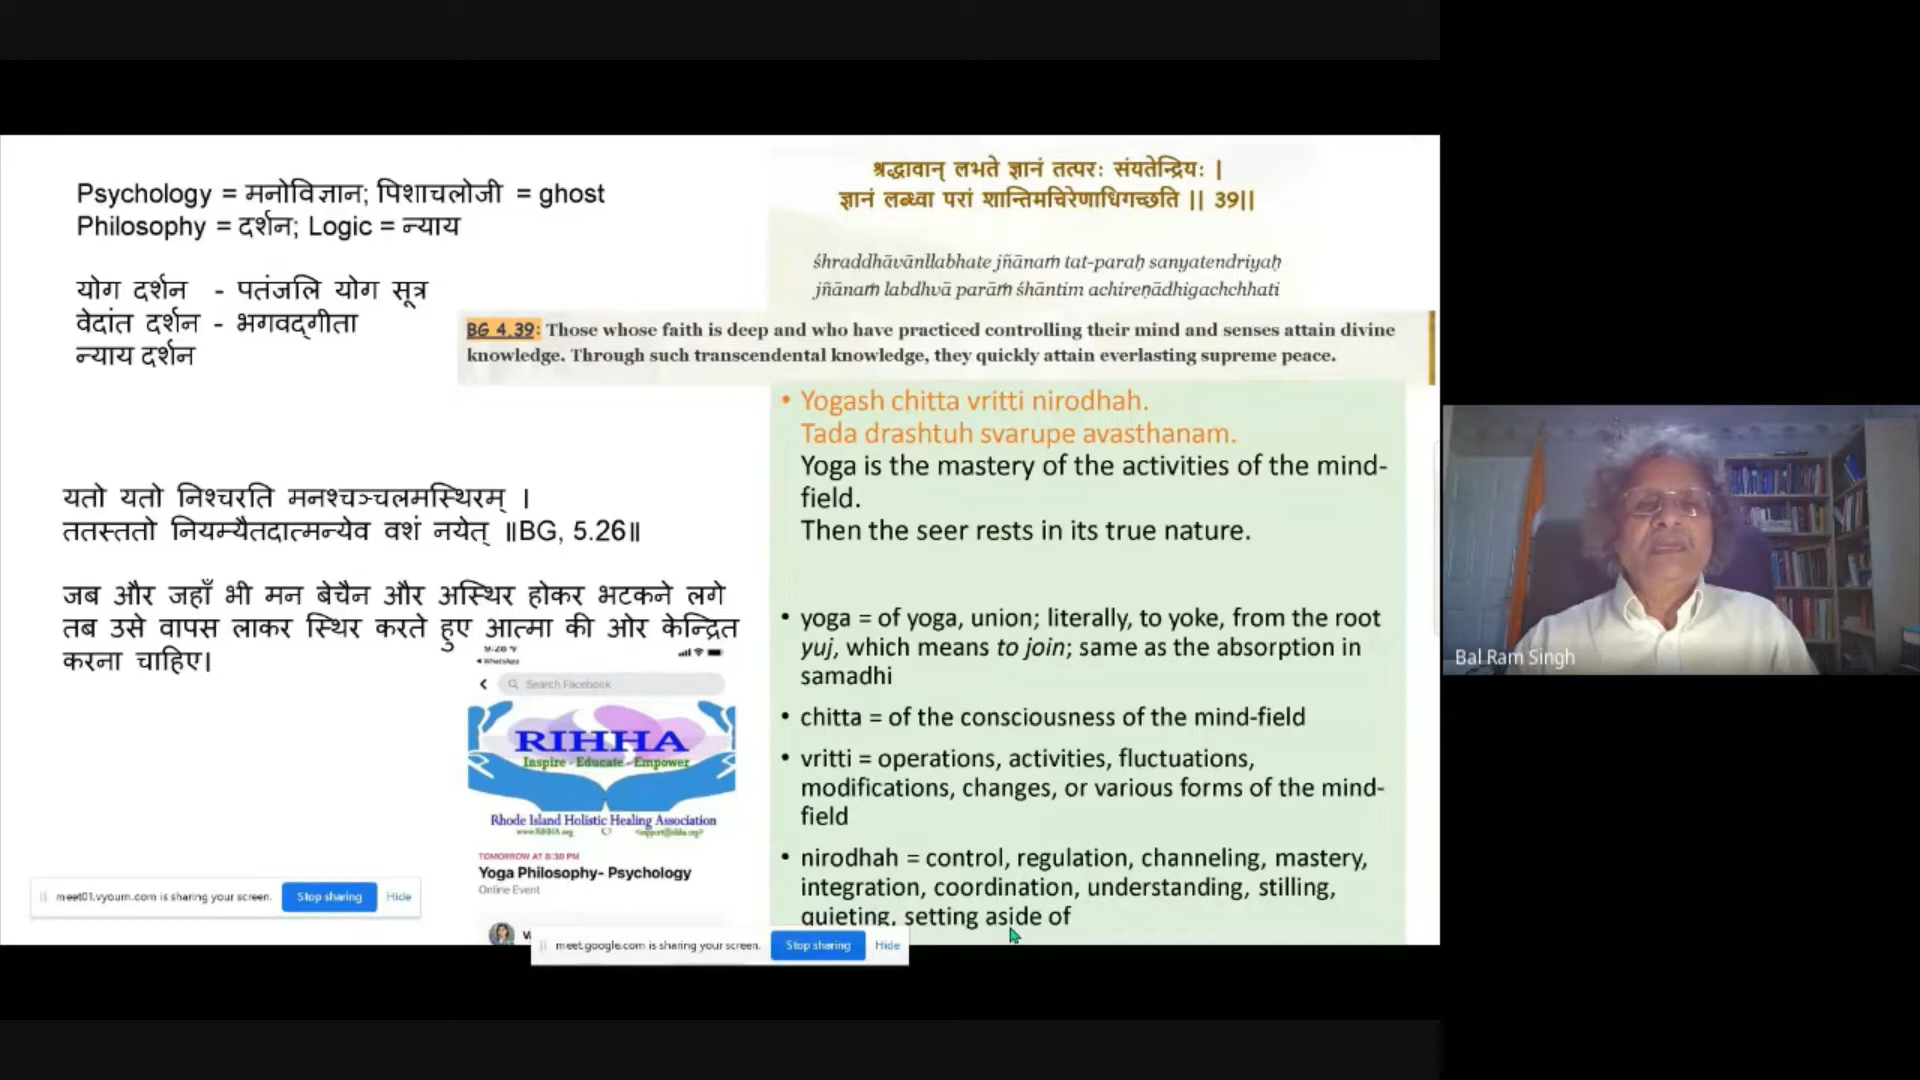 Psychology = मनोविज्ञान; पिशाचलोजी = ghost
Philosophy = दर्शन; Logic = न्याय
योग दर्शन - पतंजलि योग सूत्र
वेदांत दर्शन - भगवद्गीता
न्याय दर्शन
श्रद्धावान् लभते ज्ञानं तत्परः संयतेन्द्रियः |
ज्ञानं लब्ध्वा परां शान्तिमचिरेणाधिगच्छति || 39||
śhraddhāvānllabhate jñānaṁ tat-paraḥ sanyatendriyaḥ
jñānaṁ labdhvā parāṁ śhāntim achireṇādhigachchhati
BG 4.39: Those whose faith is deep and who have practiced controlling their mind and senses attain divine
knowledge. Through such transcendental knowledge, they quickly attain everlasting supreme peace.
यतो यतो निश्चरति मनश्चञ्चलमस्थिरम् |
ततस्ततो नियम्यैतदात्मन्येव वशं नयेत् ॥BG, 5.26॥
जब और जहाँ भी मन बेचैन और अस्थिर होकर भटकने लगे
तब उसे वापस लाकर स्थिर करते हुए आत्मा की ओर केन्द्रित
करना चाहिए।
• Yogash chitta vritti nirodhah.
Tada drashtuh svarupe avasthanam.
Yoga is the mastery of the activities of the mind-
field.
Then the seer rests in its true nature.
• yoga = of yoga, union; literally, to yoke, from the root
yuj, which means to join; same as the absorption in
samadhi
• chitta = of the consciousness of the mind-field
• vritti = operations, activities, fluctuations,
modifications, changes, or various forms of the mind-
field
• nirodhah = control, regulation, channeling, mastery,
integration, coordination, understanding, stilling,
quieting, setting aside of
WhatsApp
Search Facebook
RIHHA
Inspire - Educate - Empower
Rhode Island Holistic Healing Association
www.RIHHA.org
TOMORROW AT 8:30 PM
Yoga Philosophy- Psychology
Online Event
meet01.vyoum.com is sharing your screen. Stop sharing Hide
meet.google.com is sharing your screen. Stop sharing Hide
Bal Ram Singh